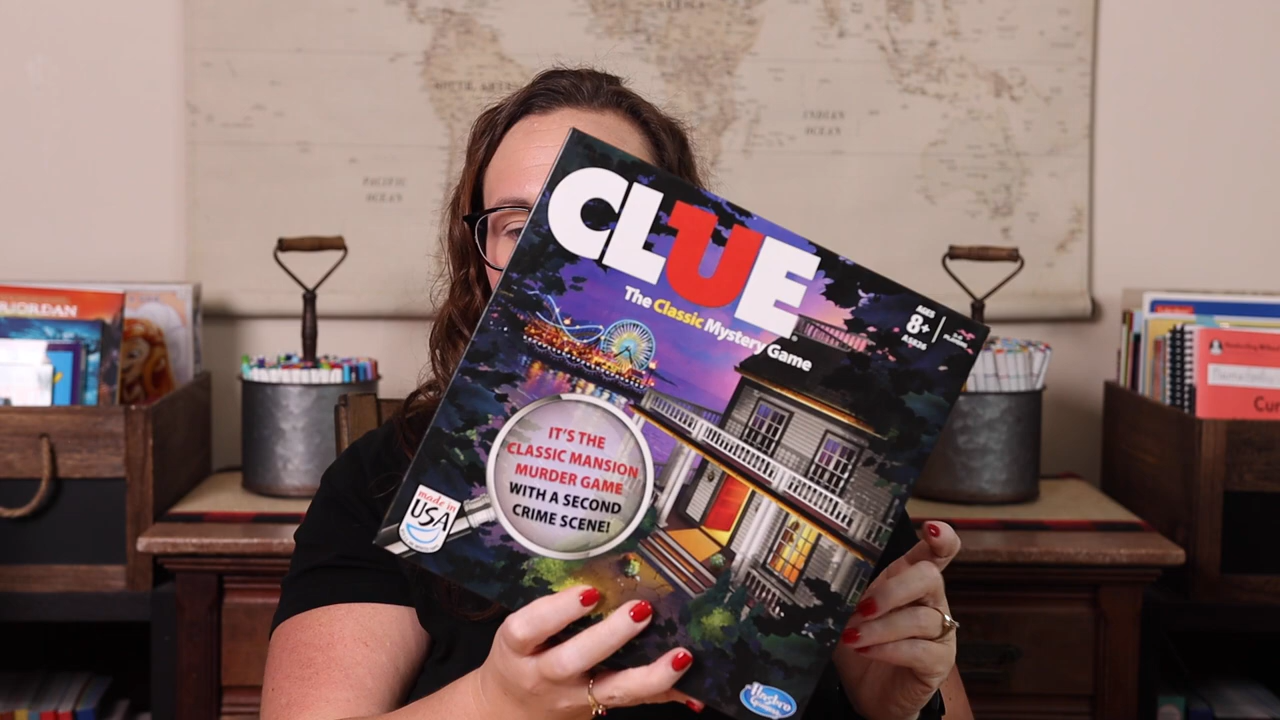 PACIFIC
OCEAN
INDIAN
OCEAN
JORDAN
CLUE
The Classic Mystery Game
AGES
8+
IT'S THE
CLASSIC MANSION
MURDER GAME
WITH A SECOND
CRIME SCENE!
made in
USA
Hasbro
Gaming